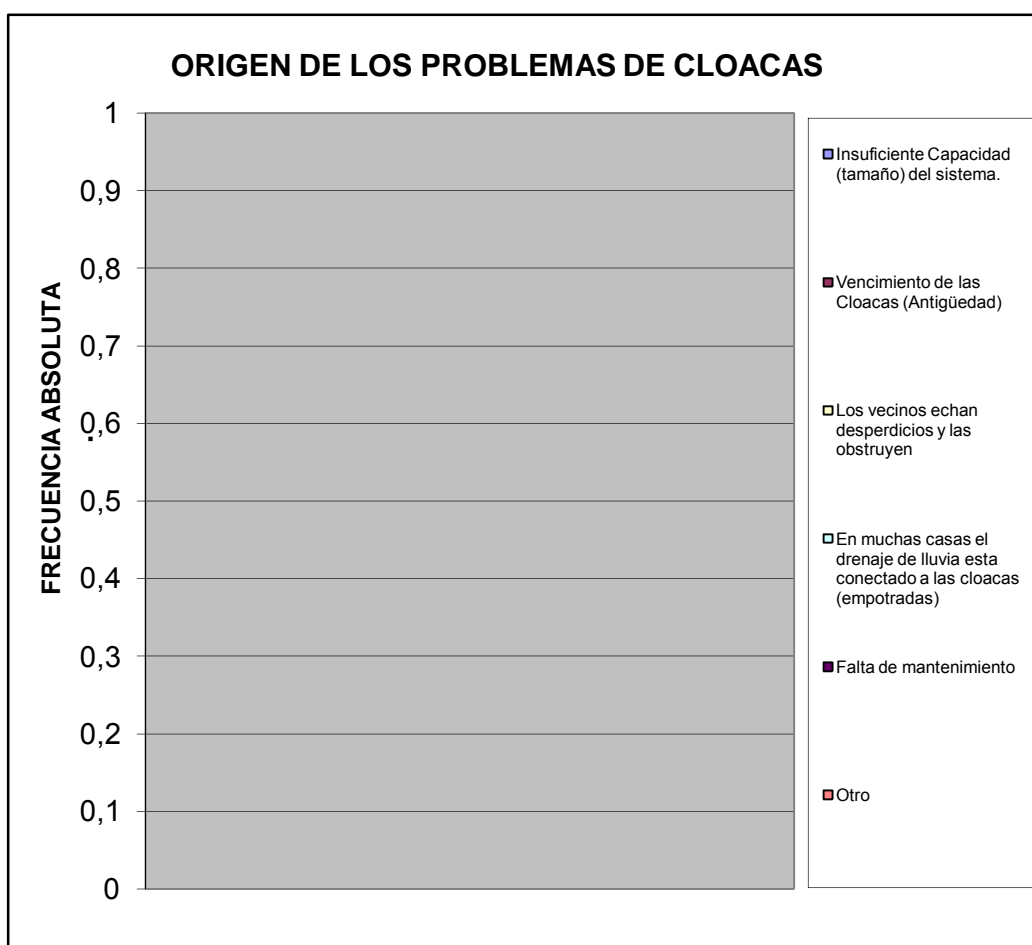 ORIGEN DE LOS PROBLEMAS DE CLOACAS
FRECUENCIA ABSOLUTA
1
0,9
0,8
0,7
0,6
0,5
0,4
0,3
0,2
0,1
0
Insuficiente Capacidad
(tamaño) del sistema.
Vencimiento de las
Cloacas (Antigüedad)
Los vecinos echan
desperdicios y las
obstruyen
En muchas casas el
drenaje de lluvia esta
conectado a las cloacas
(empotradas)
Falta de mantenimiento
Otro